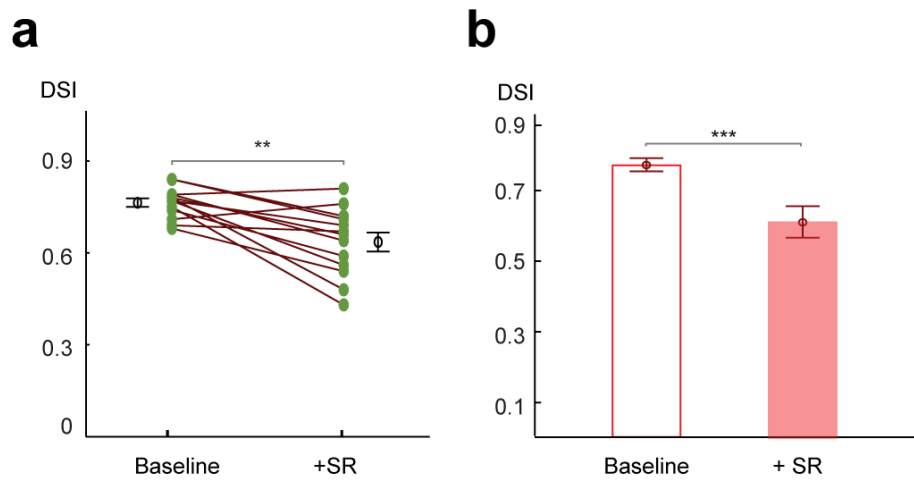 a
DSI
0.9
**
0.6
0.3
0
Baseline
+SR
b
DSI
0.9
***
0.7
0.5
0.3
0.1
Baseline
+ SR